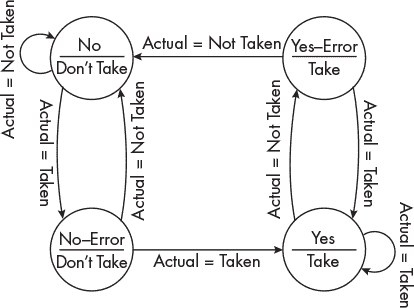 Actual = Not Taken
No
Don't Take
Actual = Not Taken
Yes–Error
Take
Actual = Taken
Actual = Not Taken
Actual = Not Taken
Actual = Taken
No–Error
Don't Take
Actual = Taken
Yes
Take
Actual = Taken